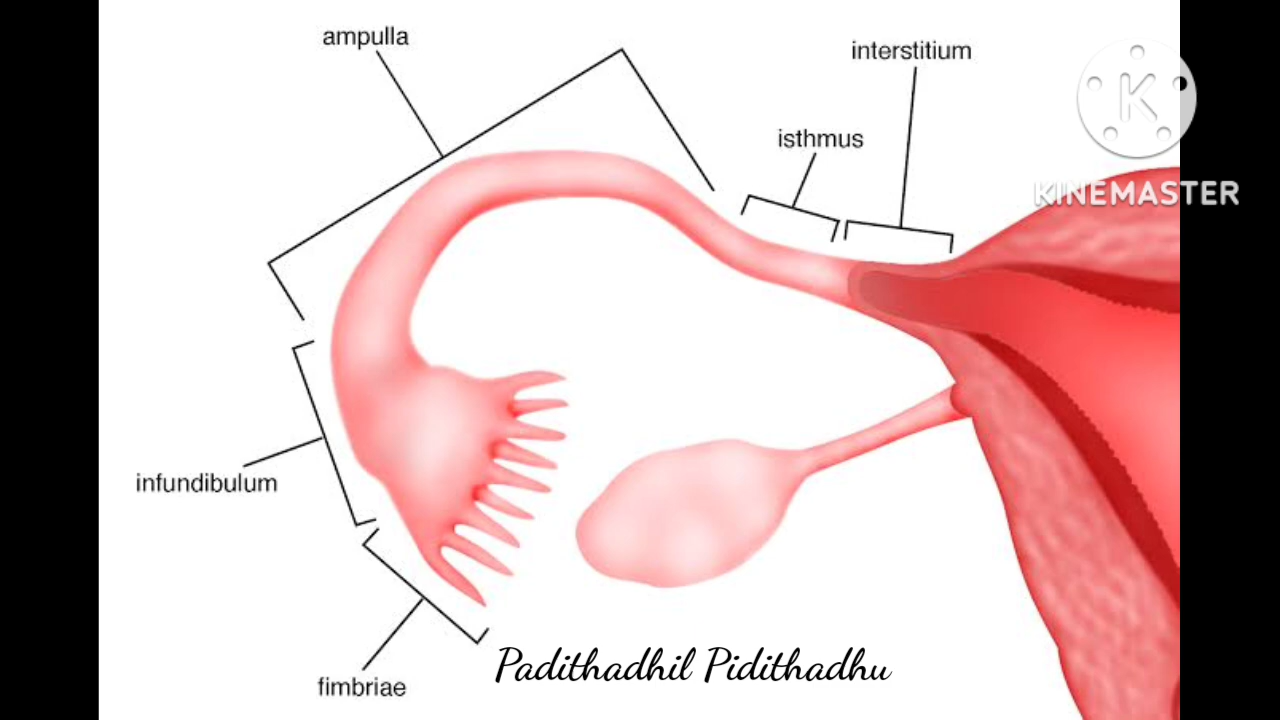 ampulla
interstitium
isthmus
K
KINEMASTER
infundibulum
Padithadhil Pidithadhu
fimbriae